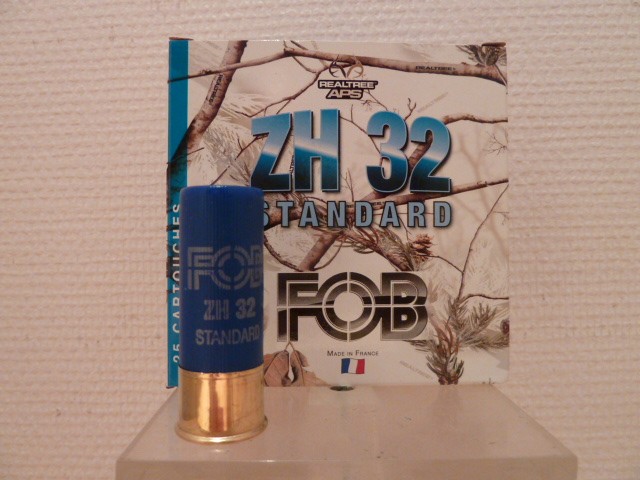 REALTREE
REALTREE
APS
ZH 32
STANDARD
FOB
MADE IN FRANCE
25 CARTOUCHES
FOB
ZH 32
STANDARD